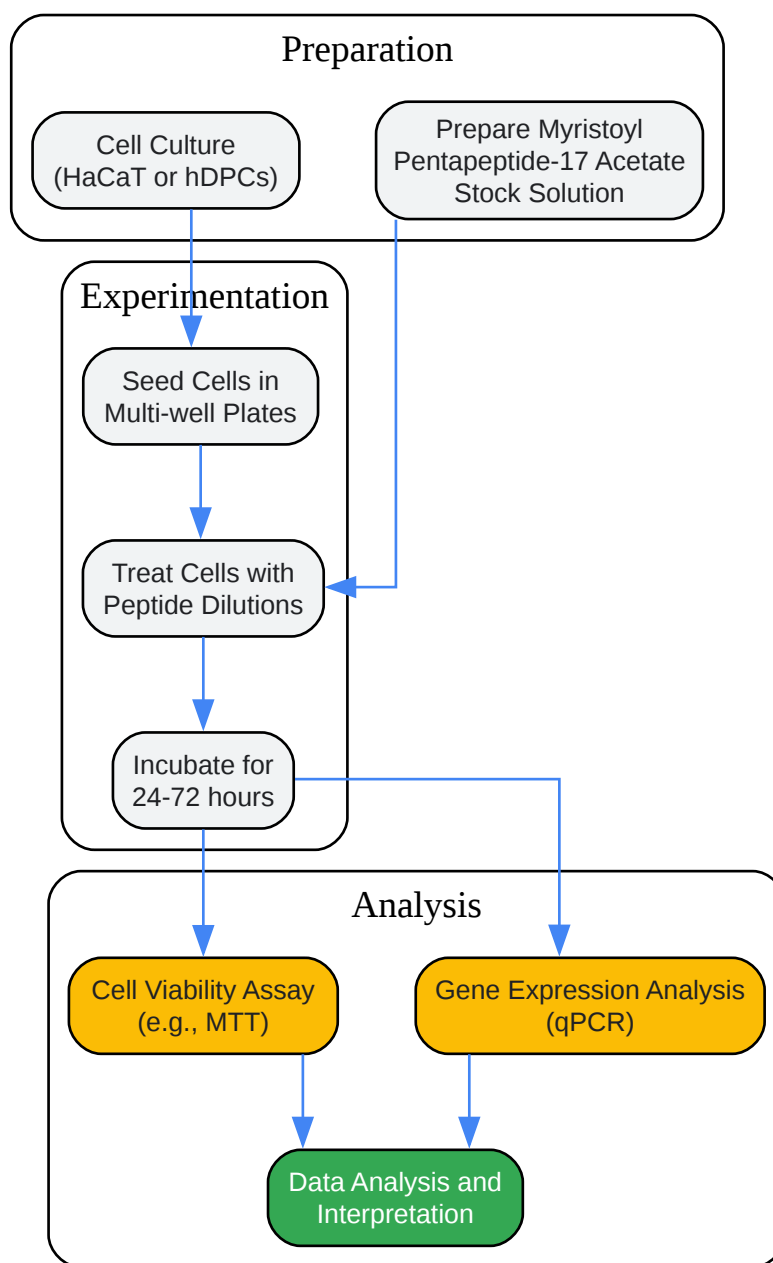 Preparation
Cell Culture
(HaCaT or hDPCs)
Prepare Myristoyl
Pentapeptide-17 Acetate
Stock Solution
Experimentation
Seed Cells in
Multi-well Plates
Treat Cells with
Peptide Dilutions
Incubate for
24-72 hours
Analysis
Cell Viability Assay
(e.g., MTT)
Gene Expression Analysis
(qPCR)
Data Analysis and
Interpretation